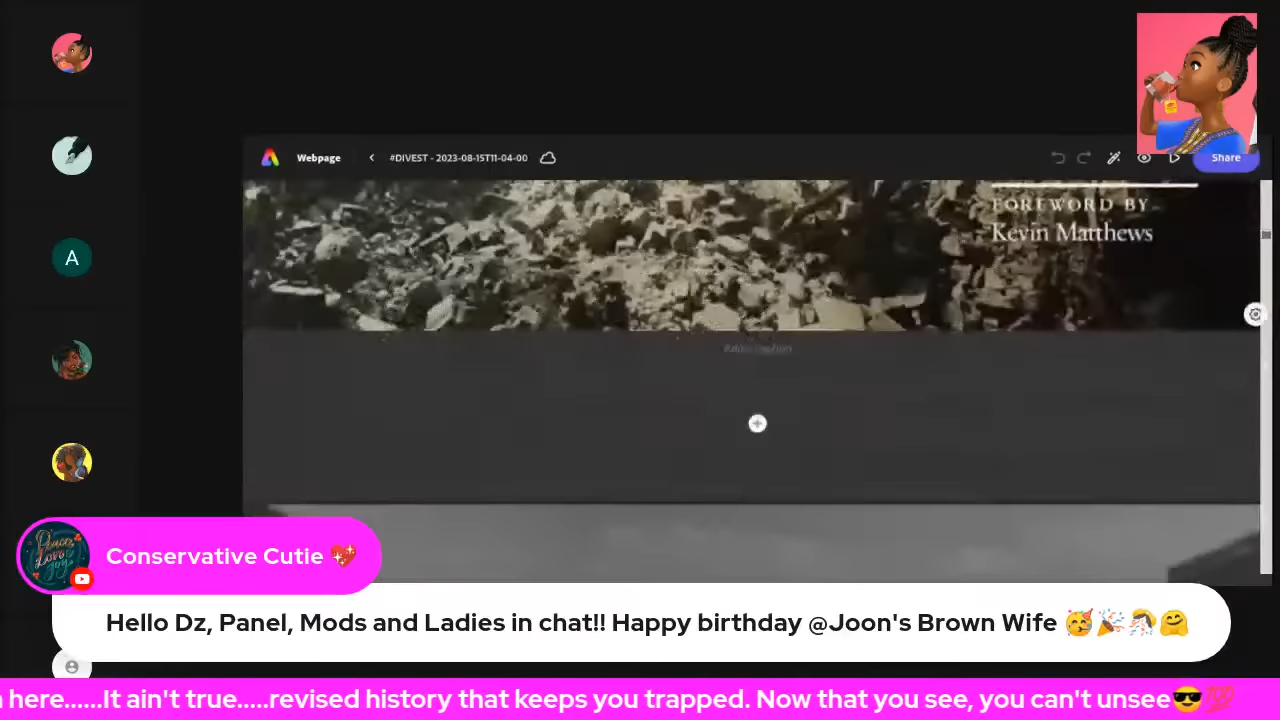 Webpage
#DIVEST - 2023-08-15T11-04-00
Share
FOREWORD BY
Kevin Matthews
A
Conservative Cutie 💖
Hello Dz, Panel, Mods and Ladies in chat!! Happy birthday @Joon's Brown Wife 🥳🎉🎊🤗
here......It ain't true.....revised history that keeps you trapped. Now that you see, you can't unsee😎💯